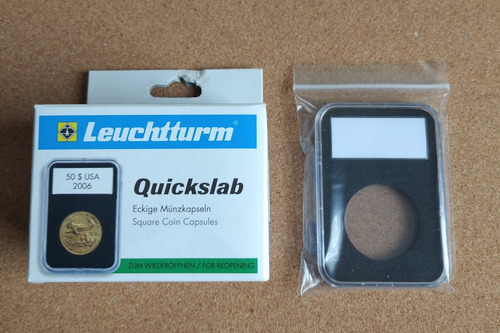 Leuchtturm®
50 $ USA
2006
Quickslab
Eckige Münzkapseln
Square Coin Capsules
ZUM WIEDERÖFFNEN / FOR REOPENING